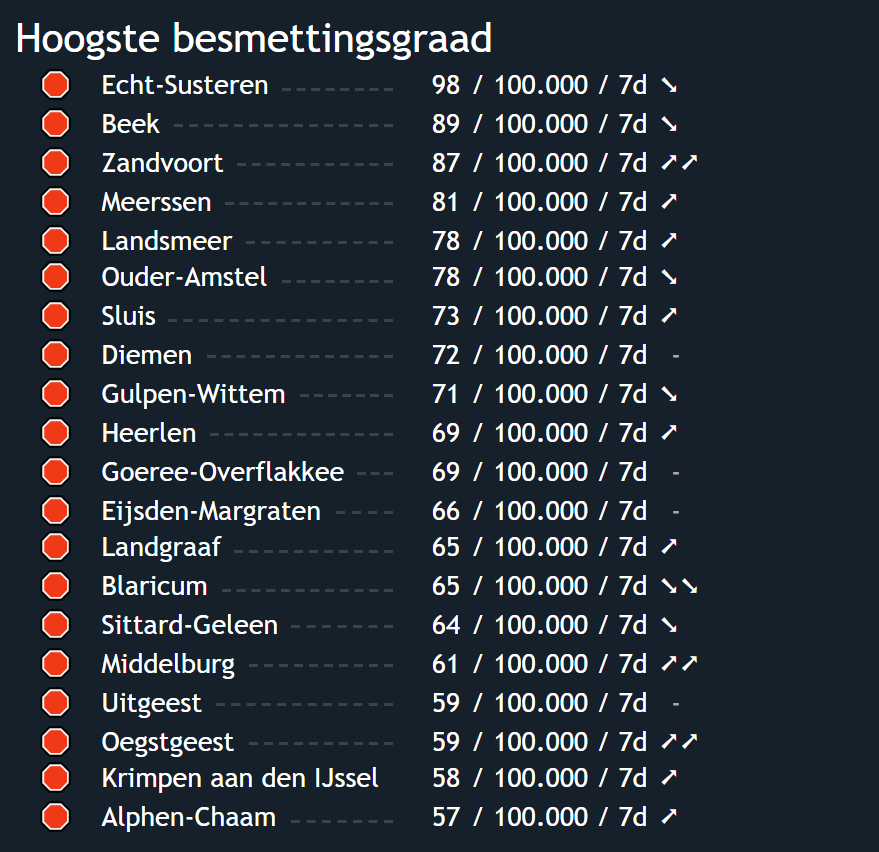 Hoogste besmettingsgraad
Echt-Susteren -------- 98 / 100.000 / 7d ➘
Beek --------------- 89 / 100.000 / 7d ➘
Zandvoort ----------- 87 / 100.000 / 7d ➚➚
Meerssen ------------ 81 / 100.000 / 7d ➚
Landsmeer ---------- 78 / 100.000 / 7d ➚
Ouder-Amstel -------- 78 / 100.000 / 7d ➘
Sluis --------------- 73 / 100.000 / 7d ➚
Diemen ------------- 72 / 100.000 / 7d -
Gulpen-Wittem ------- 71 / 100.000 / 7d ➘
Heerlen ------------- 69 / 100.000 / 7d ➚
Goeree-Overflakkee --- 69 / 100.000 / 7d -
Eijsden-Margraten ---- 66 / 100.000 / 7d -
Landgraaf ----------- 65 / 100.000 / 7d ➚
Blaricum ------------ 65 / 100.000 / 7d ➘➘
Sittard-Geleen ------- 64 / 100.000 / 7d ➘
Middelburg ---------- 61 / 100.000 / 7d ➚➚
Uitgeest ------------ 59 / 100.000 / 7d -
Oegstgeest ---------- 59 / 100.000 / 7d ➚➚
Krimpen aan den IJssel 58 / 100.000 / 7d ➚
Alphen-Chaam ------- 57 / 100.000 / 7d ➚